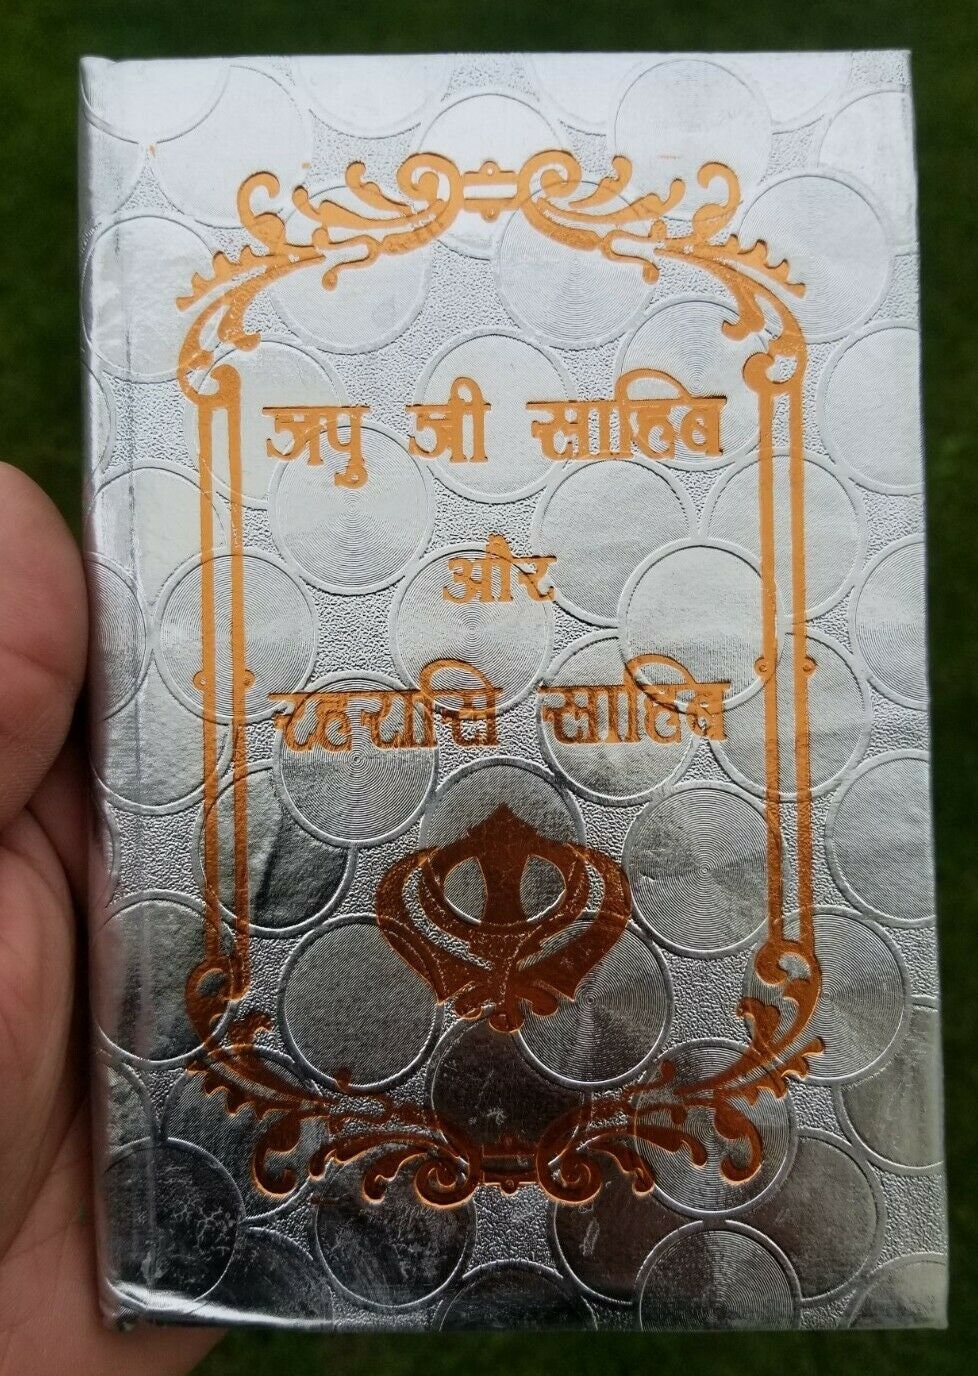 जपु जी साहिब
और
रहरासि साहिब